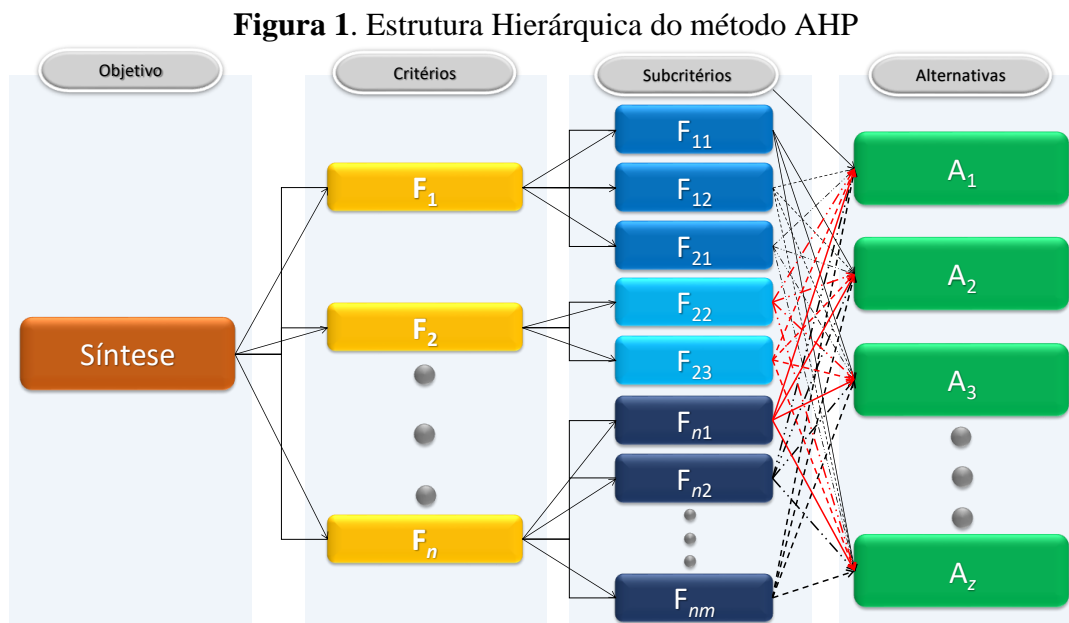 Figura 1. Estrutura Hierárquica do método AHP
Objetivo
Critérios
Subcritérios
Alternativas
Síntese
F1
F2
Fn
F11
F12
F21
F22
F23
Fn1
Fn2
Fnm
A1
A2
A3
Az